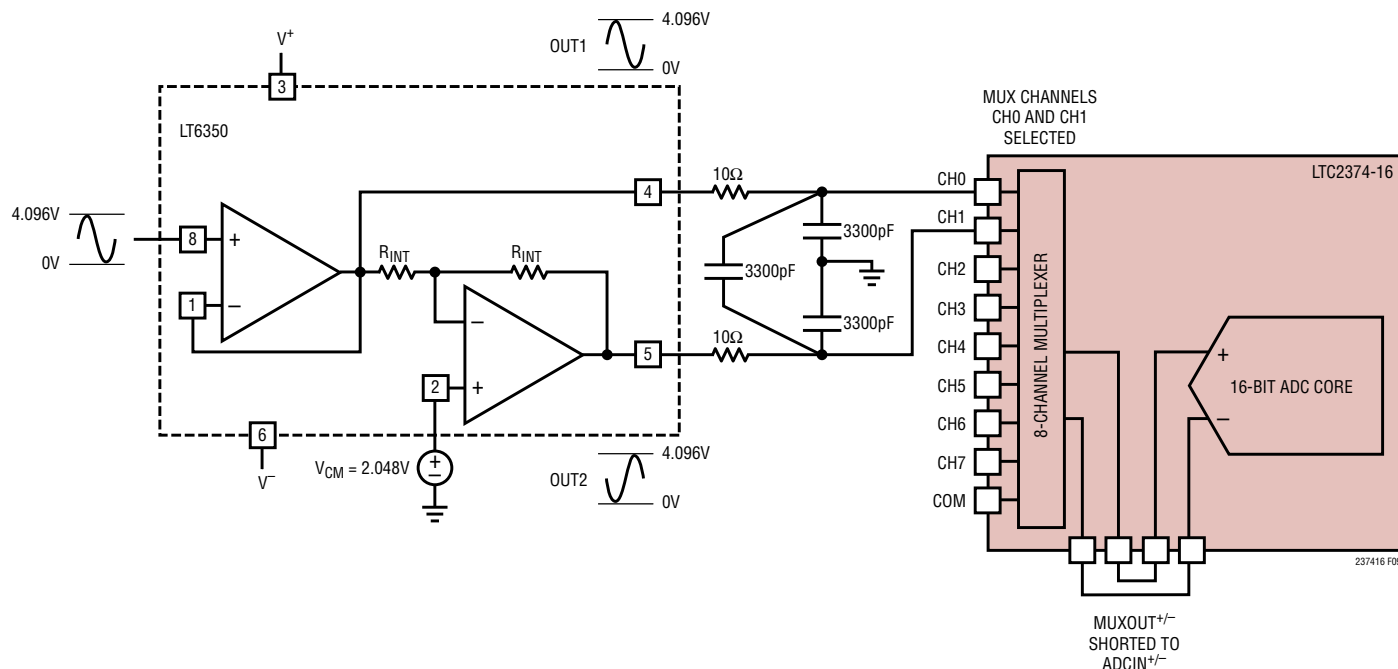 4.096V
OUT1
0V
V+
3
LT6350
MUX CHANNELS
CH0 AND CH1
SELECTED
LTC2374-16
4
10Ω
CH0
CH1
CH2
CH3
CH4
CH5
CH6
CH7
COM
3300pF
3300pF
3300pF
4.096V
0V
8
+
1
–
RINT
RINT
–
2
+
10Ω
5
8-CHANNEL MULTIPLEXER
+
16-BIT ADC CORE
–
6
V–
VCM = 2.048V
+
–
4.096V
OUT2
0V
237416 F09
MUXOUT+/–
SHORTED TO
ADCIN+/–